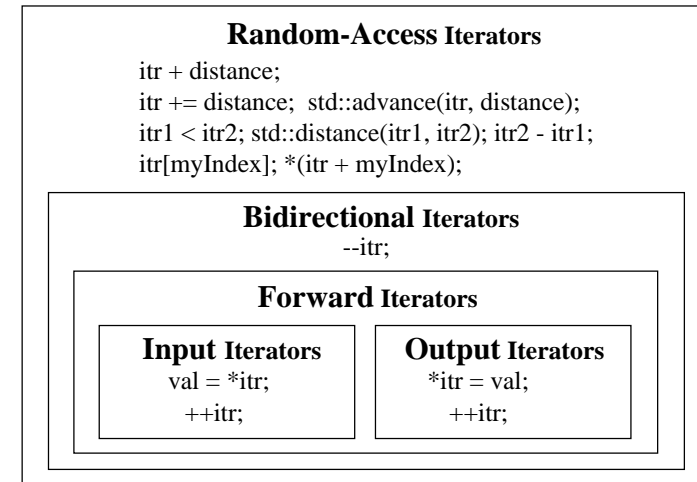 Random-Access Iterators
itr + distance;
itr += distance;  std::advance(itr, distance);
itr1 < itr2; std::distance(itr1, itr2); itr2 - itr1;
itr[myIndex]; *(itr + myIndex);
Bidirectional Iterators
--itr;
Forward Iterators
Input Iterators
val = *itr;
++itr;
Output Iterators
*itr = val;
++itr;